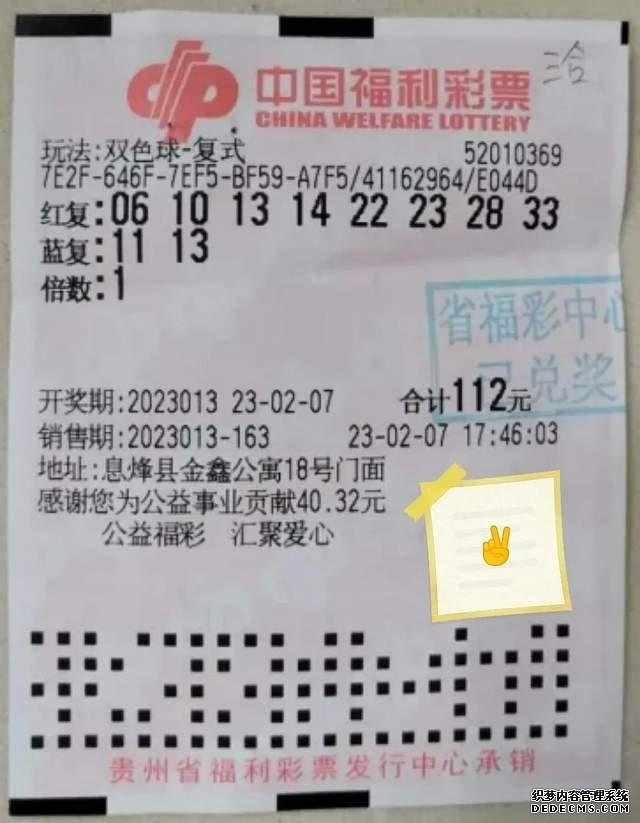 中国福利彩票
CHINA WELFARE LOTTERY
玩法:双色球-复式 52010369
7E2F-646F-7EF5-BF59-A7F5/41162964/E044D
红复:06 10 13 14 22 23 28 33
蓝复:11 13
倍数:1
省福彩中心
已兑奖
开奖期:2023013 23-02-07 合计112元
销售期:2023013-163 23-02-07 17:46:03
地址:息烽县金鑫公寓18号门面
感谢您为公益事业贡献40.32元
公益福彩 汇聚爱心
贵州省福利彩票发行中心承销
织梦内容管理系统
DEDECMS.COM